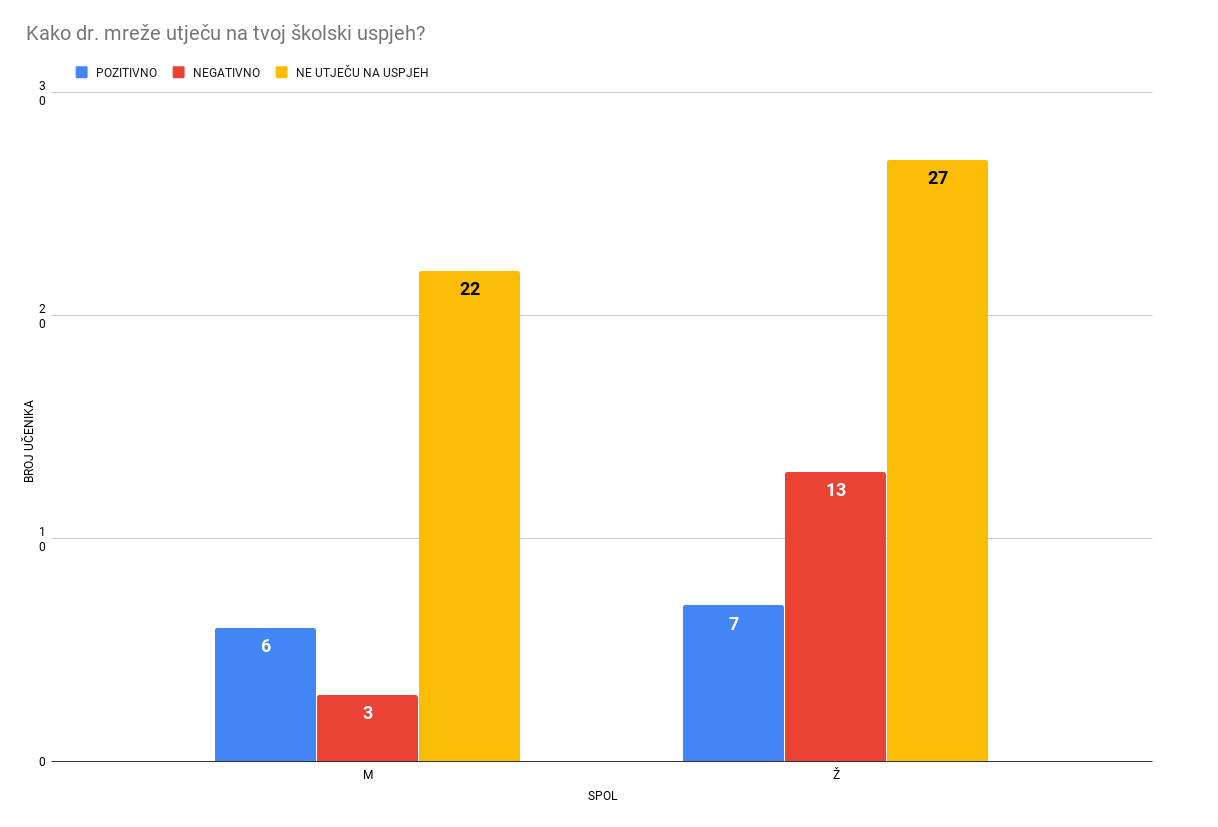 Kako dr. mreže utječu na tvoj školski uspjeh?
POZITIVNO NEGATIVNO NE UTJEČU NA USPJEH
3
0
27
22
2
0
BROJ UČENIKA
13
1
0
7
6
3
0
M Ž
SPOL